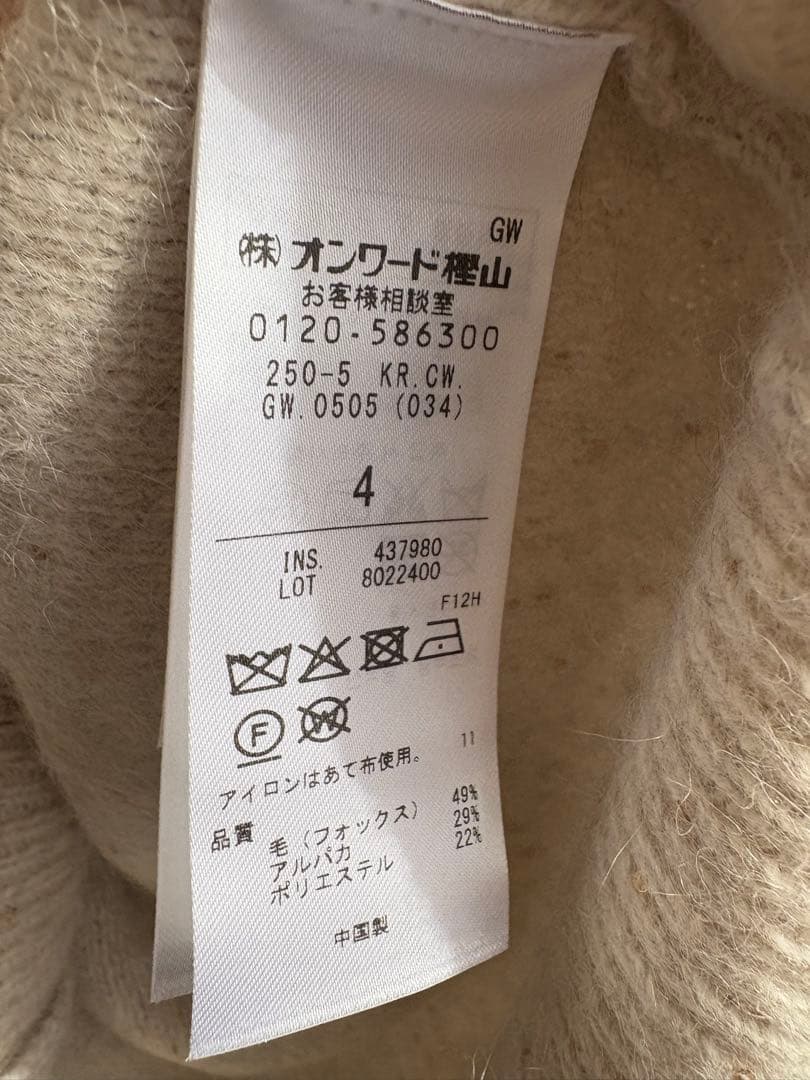 GW
(株)オンワード樫山
お客様相談室
0120-586300
250-5 KR.CW.
GW.0505 (034)
4
INS. 437980
LOT 8022400
F12H
F
W
アイロンはあて布使用。 11
品質 毛(フォックス) 49%
アルパカ 29%
ポリエステル 22%
中国製